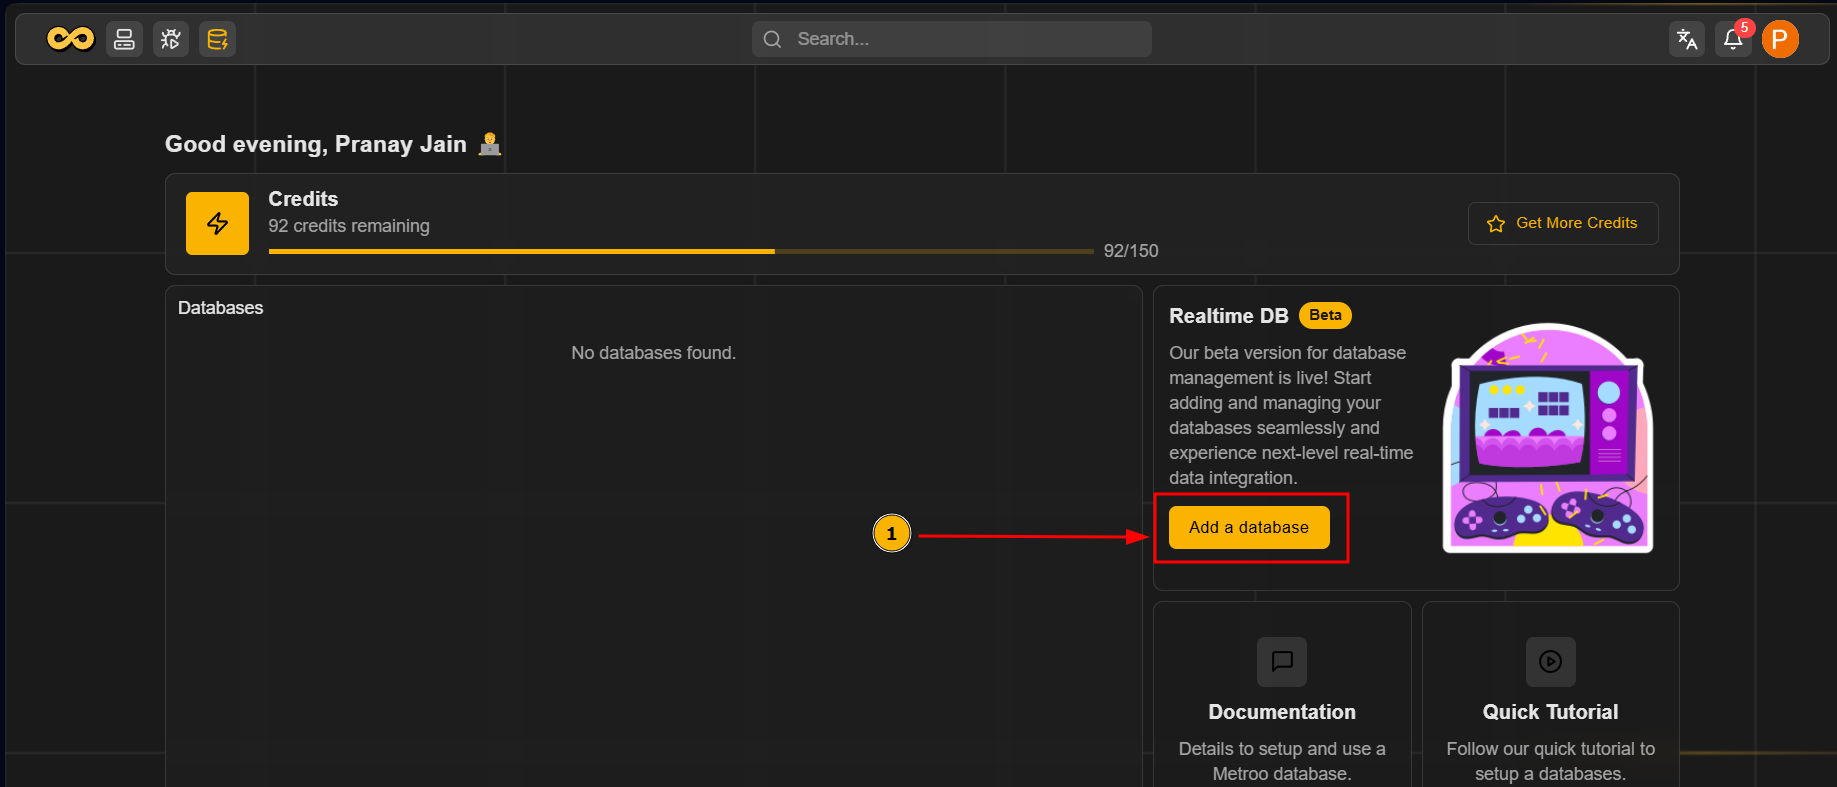 Search...
5
P
Good evening, Pranay Jain
Credits
92 credits remaining
92/150
Get More Credits
Databases
No databases found.
Realtime DB Beta
Our beta version for database
management is live! Start
adding and managing your
databases seamlessly and
experience next-level real-time
data integration.
1
Add a database
Documentation
Details to setup and use a
Metroo database.
Quick Tutorial
Follow our quick tutorial to
setup a databases.